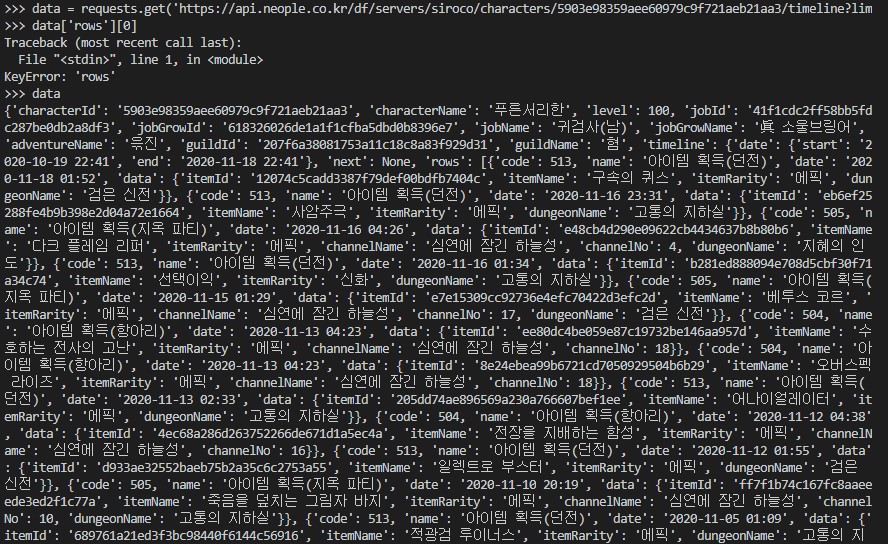 >>> data = requests.get('https://api.neople.co.kr/df/servers/siroco/characters/5903e98359aee60979c9f721aeb21aa3/timeline?lim
>>> data['rows'][0]
Traceback (most recent call last):
  File "<stdin>", line 1, in <module>
KeyError: 'rows'
>>> data
{'characterId': '5903e98359aee60979c9f721aeb21aa3', 'characterName': '푸른서리한', 'level': 100, 'jobId': '41f1cdc2ff58bb5fd
c287be0db2a8df3', 'jobGrowId': '618326026de1a1f1cfba5dbd0b8396e7', 'jobName': '귀검사(남)', 'jobGrowName': '眞 소울브링어',
'adventureName': '윾진', 'guildId': '207f6a38081753a11c18c8a83f929d31', 'guildName': '혐', 'timeline': {'date': {'start': '2
020-10-19 22:41', 'end': '2020-11-18 22:41'}, 'next': None, 'rows': [{'code': 513, 'name': '아이템 획득(던전)', 'date': '202
0-11-18 01:52', 'data': {'itemId': '12074c5cadd3387f79def00bdfb7404c', 'itemName': '구속의 퀴스', 'itemRarity': '에픽', 'dun
geonName': '검은 신전'}}, {'code': 513, 'name': '아이템 획득(던전)', 'date': '2020-11-16 23:31', 'data': {'itemId': 'eb6ef25
288fe4b9b398e2d04a72e1664', 'itemName': '사암주극', 'itemRarity': '에픽', 'dungeonName': '고통의 지하실'}}, {'code': 505, 'n
ame': '아이템 획득(지옥 파티)', 'date': '2020-11-16 04:26', 'data': {'itemId': 'e48cb4d290e09622cb4434637b8b80b6', 'itemName
': '다크 플레임 리퍼', 'itemRarity': '에픽', 'channelName': '심연에 잠긴 하늘성', 'channelNo': 4, 'dungeonName': '지혜의 인
도'}}, {'code': 513, 'name': '아이템 획득(던전)', 'date': '2020-11-16 01:34', 'data': {'itemId': 'b281ed888094e708d5cbf30f71
a34c74', 'itemName': '선택이익', 'itemRarity': '신화', 'dungeonName': '고통의 지하실'}}, {'code': 505, 'name': '아이템 획득(
지옥 파티)', 'date': '2020-11-15 01:29', 'data': {'itemId': 'e7e15309cc92736e4efc70422d3efc2d', 'itemName': '베투스 코르', '
itemRarity': '에픽', 'channelName': '심연에 잠긴 하늘성', 'channelNo': 17, 'dungeonName': '검은 신전'}}, {'code': 504, 'name
': '아이템 획득(항아리)', 'date': '2020-11-13 04:23', 'data': {'itemId': 'ee80dc4be059e87c19732be146aa957d', 'itemName': '수
호하는 전사의 고난', 'itemRarity': '에픽', 'channelName': '심연에 잠긴 하늘성', 'channelNo': 18}}, {'code': 504, 'name': '아
이템 획득(항아리)', 'date': '2020-11-13 04:23', 'data': {'itemId': '8e24ebea99b6721cd7050929504b6b29', 'itemName': '오버스펙
 라이즈', 'itemRarity': '에픽', 'channelName': '심연에 잠긴 하늘성', 'channelNo': 18}}, {'code': 513, 'name': '아이템 획득(
던전)', 'date': '2020-11-13 02:33', 'data': {'itemId': '205dd74ae896569a230a766607bef1ee', 'itemName': '어나이얼레이터', 'it
emRarity': '에픽', 'dungeonName': '고통의 지하실'}}, {'code': 504, 'name': '아이템 획득(항아리)', 'date': '2020-11-12 04:38'
, 'data': {'itemId': '4ec68a286d263752266de671d1a5ec4a', 'itemName': '전장을 지배하는 함성', 'itemRarity': '에픽', 'channelN
ame': '심연에 잠긴 하늘성', 'channelNo': 16}}, {'code': 513, 'name': '아이템 획득(던전)', 'date': '2020-11-12 01:55', 'data'
: {'itemId': 'd933ae32552baeb75b2a35c6c2753a55', 'itemName': '일렉트로 부스터', 'itemRarity': '에픽', 'dungeonName': '검은
신전'}}, {'code': 505, 'name': '아이템 획득(지옥 파티)', 'date': '2020-11-10 20:19', 'data': {'itemId': 'ff7f1b74c167fc8aaee
ede3ed2f1c77a', 'itemName': '죽음을 덮치는 그림자 바지', 'itemRarity': '에픽', 'channelName': '심연에 잠긴 하늘성', 'channel
No': 10, 'dungeonName': '고통의 지하실'}}, {'code': 513, 'name': '아이템 획득(던전)', 'date': '2020-11-05 01:09', 'data': {'
itemId': '689761a21ed3f3bc98440f6144c56916', 'itemName': '적광검 루이너스', 'itemRarity': '에픽', 'dungeonName': '고통의 지